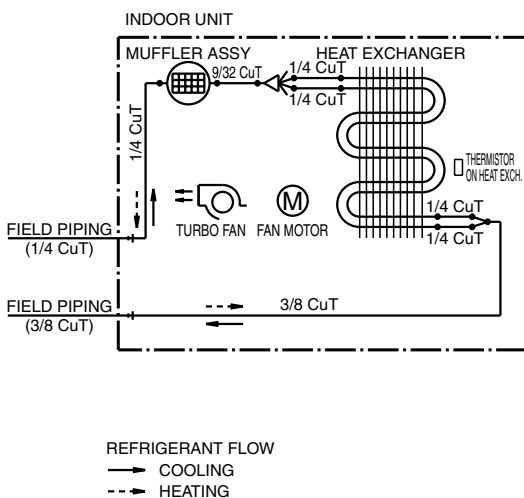 INDOOR UNIT
MUFFLER ASSY
HEAT EXCHANGER
9/32 CuT
1/4 CuT
1/4 CuT
1/4 CuT
THERMISTOR
ON HEAT EXCH.
M
TURBO FAN
FAN MOTOR
1/4 CuT
1/4 CuT
FIELD PIPING
(1/4 CuT)
FIELD PIPING
(3/8 CuT)
3/8 CuT
REFRIGERANT FLOW
COOLING
HEATING